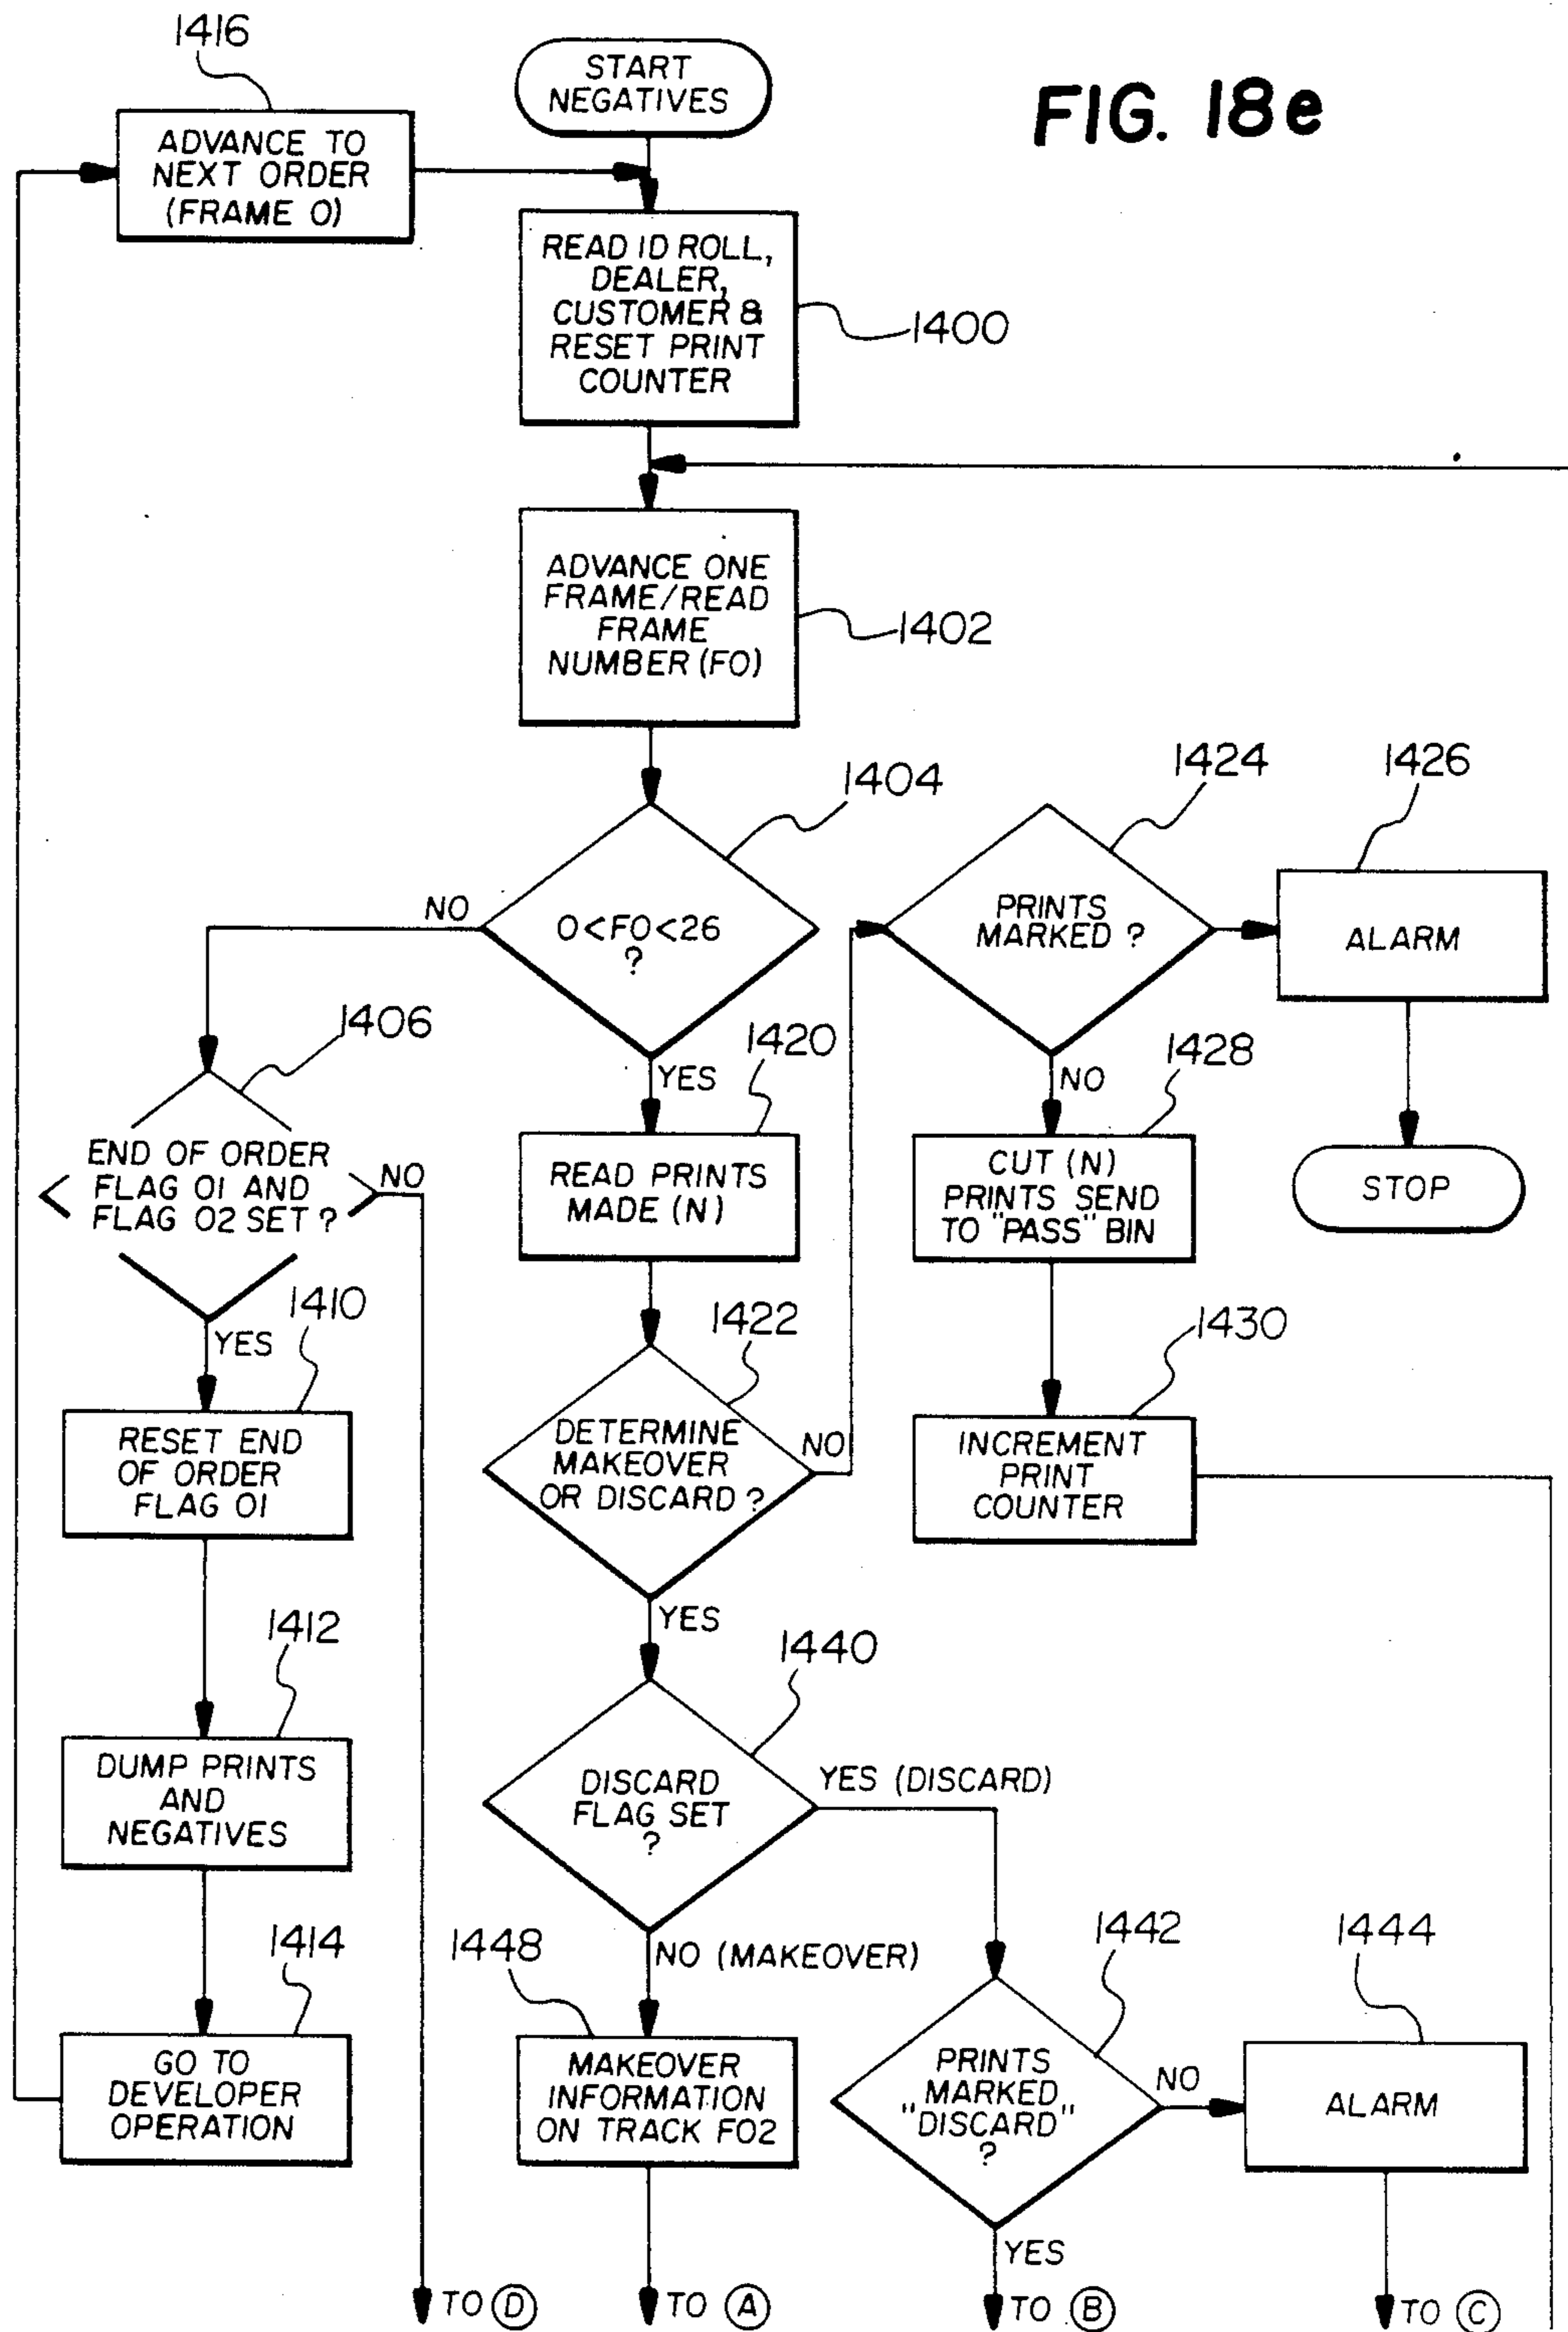 1416
START
NEGATIVES
FIG. 18e
ADVANCE TO
NEXT ORDER
(FRAME 0)
READ ID ROLL,
DEALER,
CUSTOMER &
RESET PRINT
COUNTER
1400
ADVANCE ONE
FRAME/READ
FRAME
NUMBER (FO)
1402
1404
0<FO<26
?
NO
YES
1424
PRINTS
MARKED ?
NO
1426
ALARM
STOP
1406
END OF ORDER
FLAG 01 AND
FLAG 02 SET ?
NO
YES
1420
READ PRINTS
MADE (N)
1428
CUT (N)
PRINTS SEND
TO "PASS" BIN
1410
RESET END
OF ORDER
FLAG 01
1422
DETERMINE
MAKEOVER
OR DISCARD ?
NO
YES
1430
INCREMENT
PRINT
COUNTER
1412
DUMP PRINTS
AND
NEGATIVES
1440
DISCARD
FLAG SET
?
YES (DISCARD)
NO (MAKEOVER)
1414
GO TO
DEVELOPER
OPERATION
1448
MAKEOVER
INFORMATION
ON TRACK FO2
1442
PRINTS
MARKED
"DISCARD"
?
NO
YES
1444
ALARM
TO D
TO A
TO B
TO C